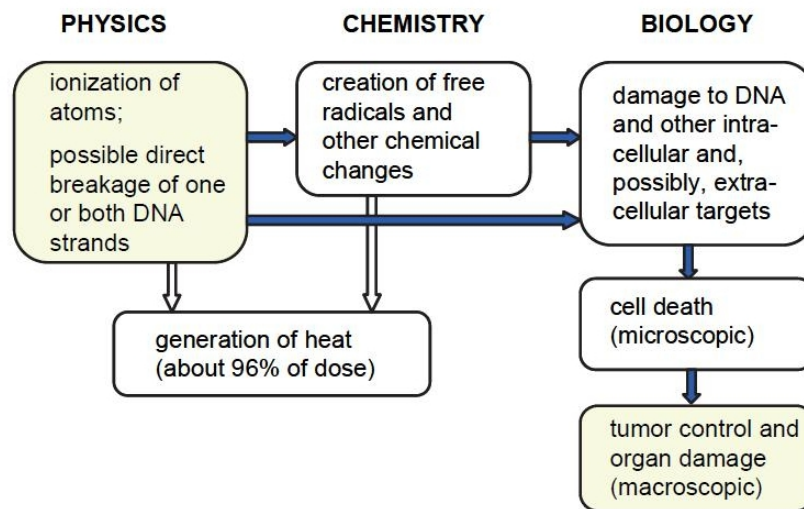 PHYSICS
CHEMISTRY
BIOLOGY
ionization of
atoms;
possible direct
breakage of one
or both DNA
strands
creation of free
radicals and
other chemical
changes
damage to DNA
and other intra-
cellular and,
possibly, extra-
cellular targets
generation of heat
(about 96% of dose)
cell death
(microscopic)
tumor control and
organ damage
(macroscopic)